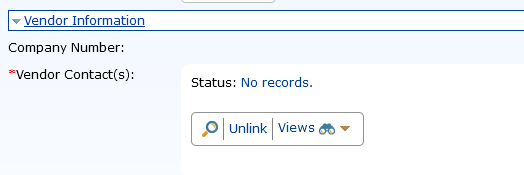 Vendor Information
Company Number:
*Vendor Contact(s):
Status: No records.
Unlink Views